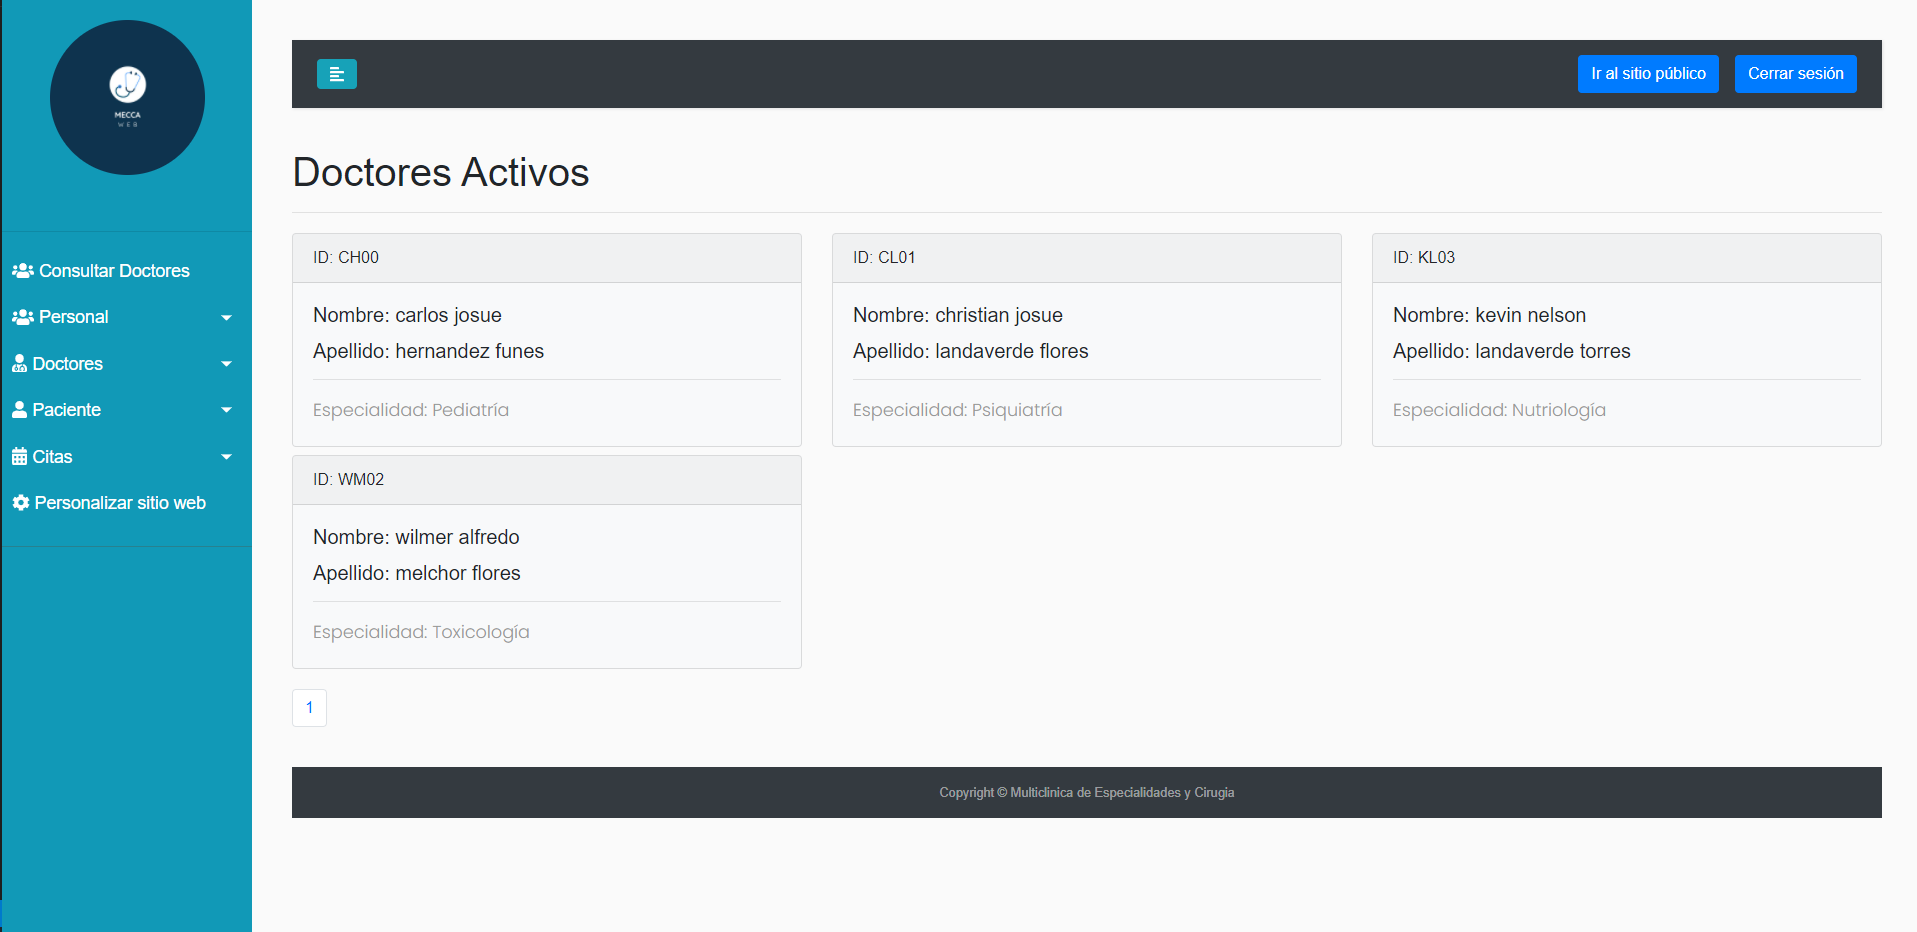 MECCA
WEB
Consultar Doctores
Personal
Doctores
Paciente
Citas
Personalizar sitio web
Ir al sitio público
Cerrar sesión
Doctores Activos
ID: CH00
Nombre: carlos josue
Apellido: hernandez funes
Especialidad: Pediatría
ID: CL01
Nombre: christian josue
Apellido: landaverde flores
Especialidad: Psiquiatría
ID: KL03
Nombre: kevin nelson
Apellido: landaverde torres
Especialidad: Nutriología
ID: WM02
Nombre: wilmer alfredo
Apellido: melchor flores
Especialidad: Toxicología
1
Copyright © Multiclinica de Especialidades y Cirugia